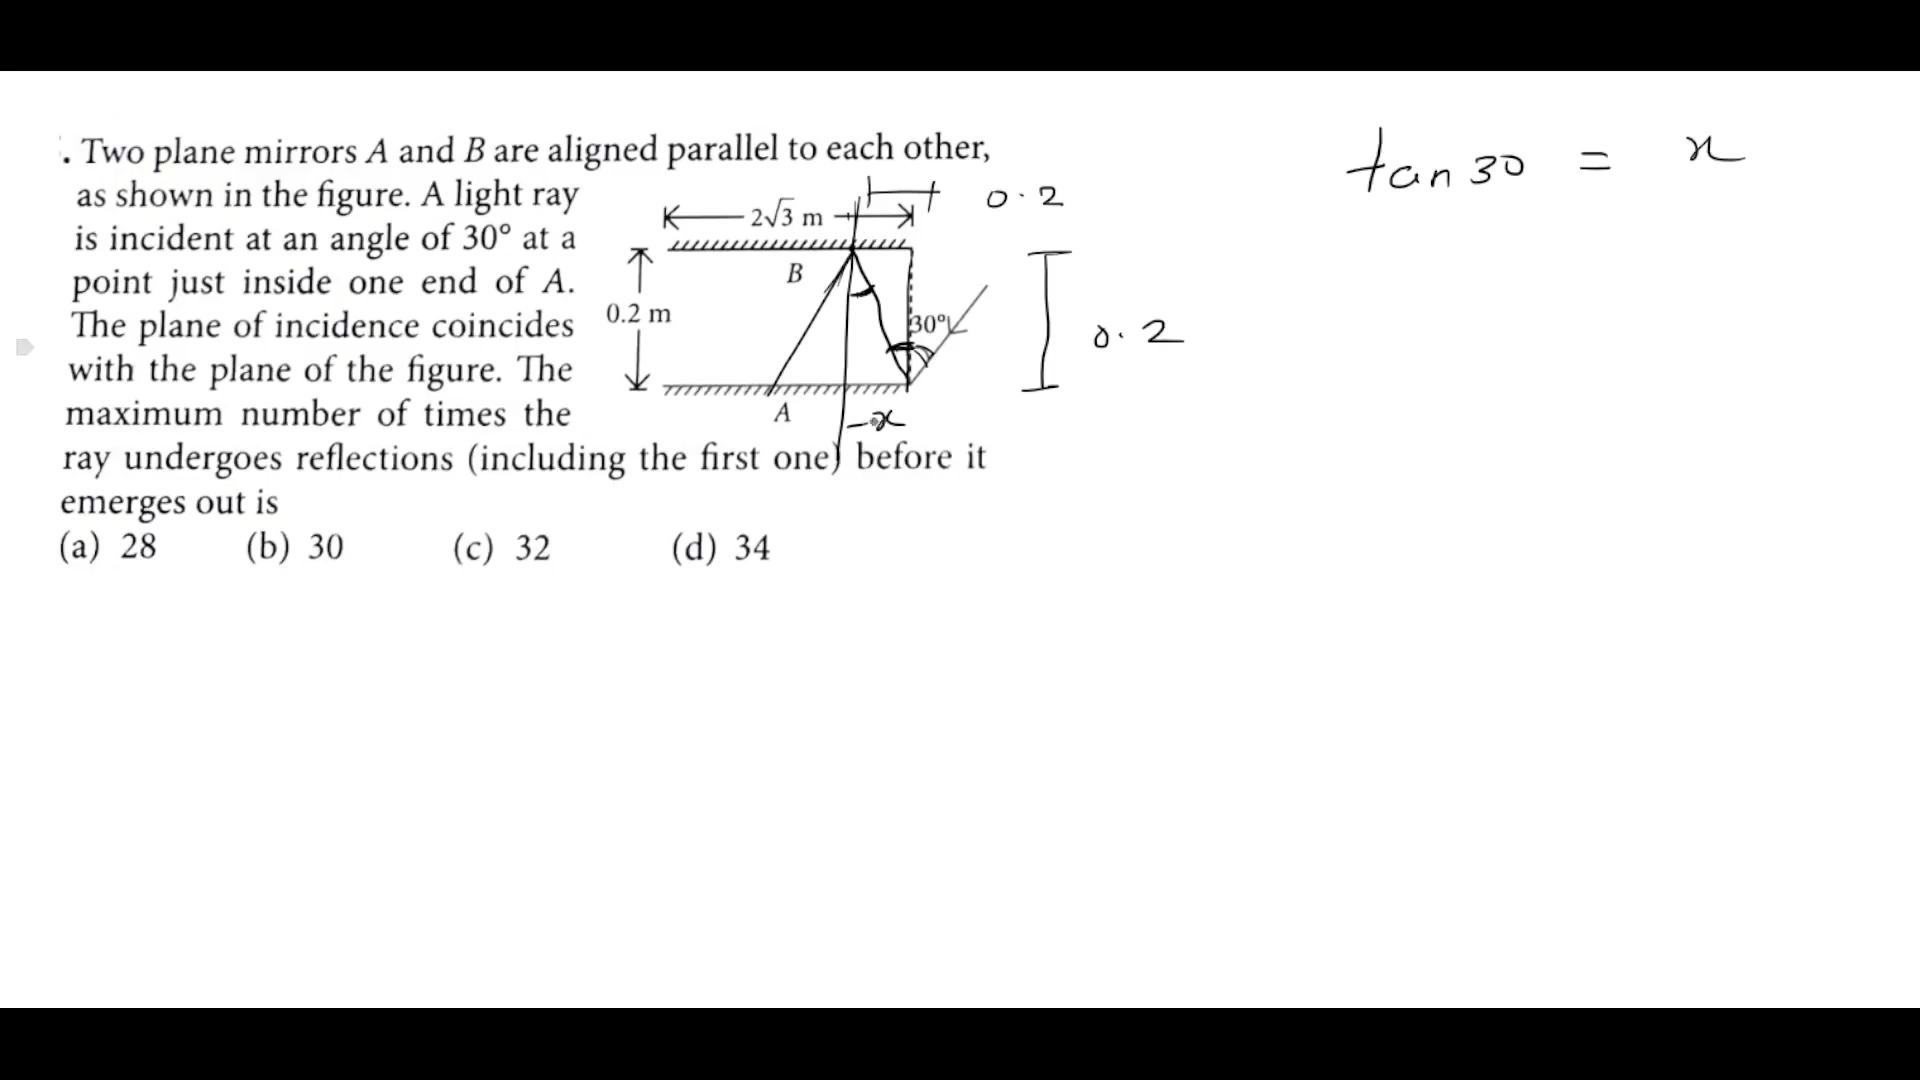 . Two plane mirrors A and B are aligned parallel to each other,
as shown in the figure. A light ray
is incident at an angle of 30° at a
point just inside one end of A.
The plane of incidence coincides
with the plane of the figure. The
maximum number of times the
ray undergoes reflections (including the first one) before it
emerges out is
(a) 28 (b) 30 (c) 32 (d) 34
2√3 m
0.2
B
0.2 m
30°
0.2
A
x
tan 30 = x